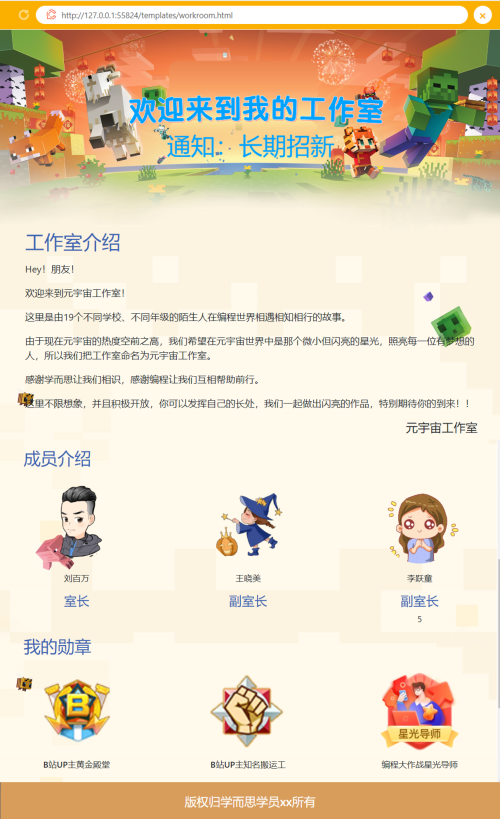 http://127.0.0.1:55824/templates/workroom.html
欢迎来到我的工作室
通知：长期招新
工作室介绍
Hey！朋友！
欢迎来到元宇宙工作室！
这里是由19个不同学校、不同年级的陌生人在编程世界相遇相知相行的故事。
由于现在元宇宙的热度空前之高，我们希望在元宇宙世界中是那个微小但闪亮的星光，照亮每一位有梦想的
人，所以我们把工作室命名为元宇宙工作室。
感谢学而思让我们相识，感谢编程让我们互相帮助前行。
这里不限想象，并且积极开放，你可以发挥自己的长处，我们一起做出闪亮的作品，特别期待你的到来！！
元宇宙工作室
成员介绍
刘百万
王晓美
李跃童
室长
副室长
副室长
5
我的勋章
B
星光导师
B站UP主黄金殿堂
B站UP主知名搬运工
编程大作战星光导师
版权归学而思学员xx所有